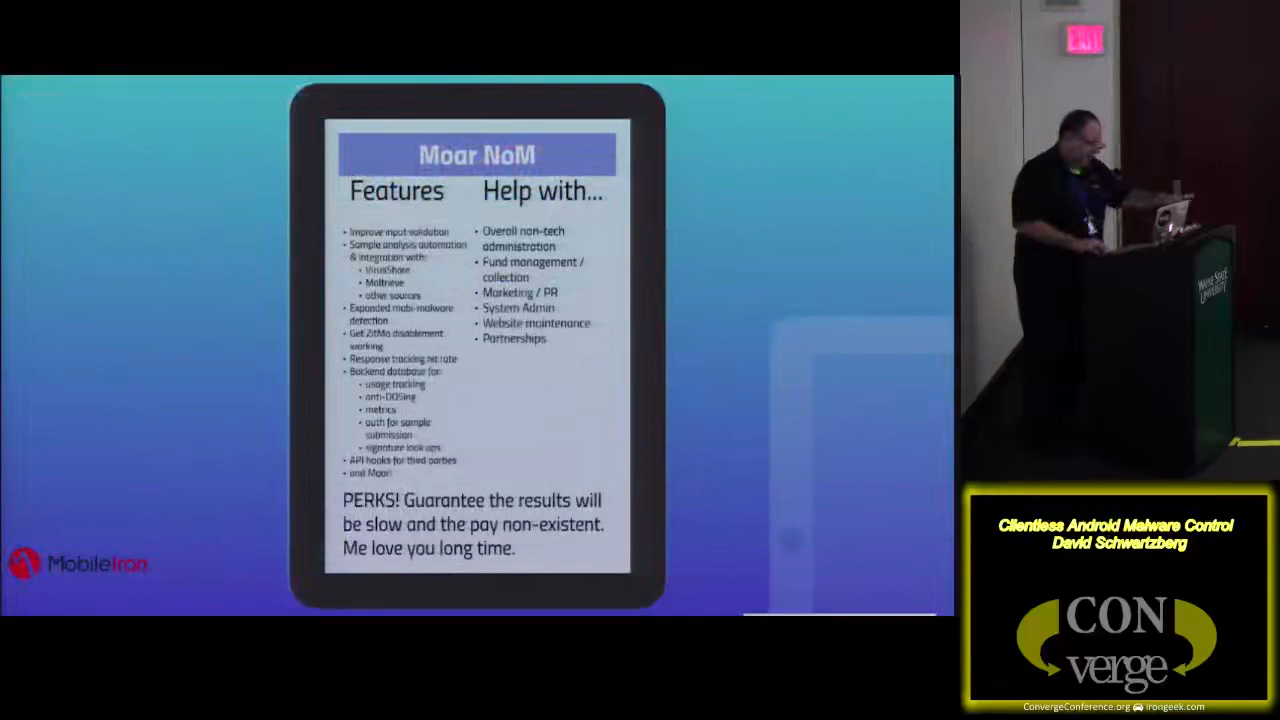 EXIT
Moar NoM
Features
• Improve input validation
• Sample analysis automation
& integration with:
• VirusShare
• Maltrieve
• other sources
• Expanded mobi-malware
detection
• Get ZitMo disablement
working
• Response tracking hit rate
• Backend database for:
• usage tracking
• anti-DOSing
• metrics
• auth for sample
submission
• signature look ups
• API hooks for third parties
• and Moar!
Help with...
• Overall non-tech
administration
• Fund management /
collection
• Marketing / PR
• System Admin
• Website maintenance
• Partnerships
PERKS! Guarantee the results will
be slow and the pay non-existent.
Me love you long time.
MobileIron
WAYNE STATE
UNIVERSITY
Clientless Android Malware Control
David Schwartzberg
CON
verge
ConvergeConference.org irongeek.com